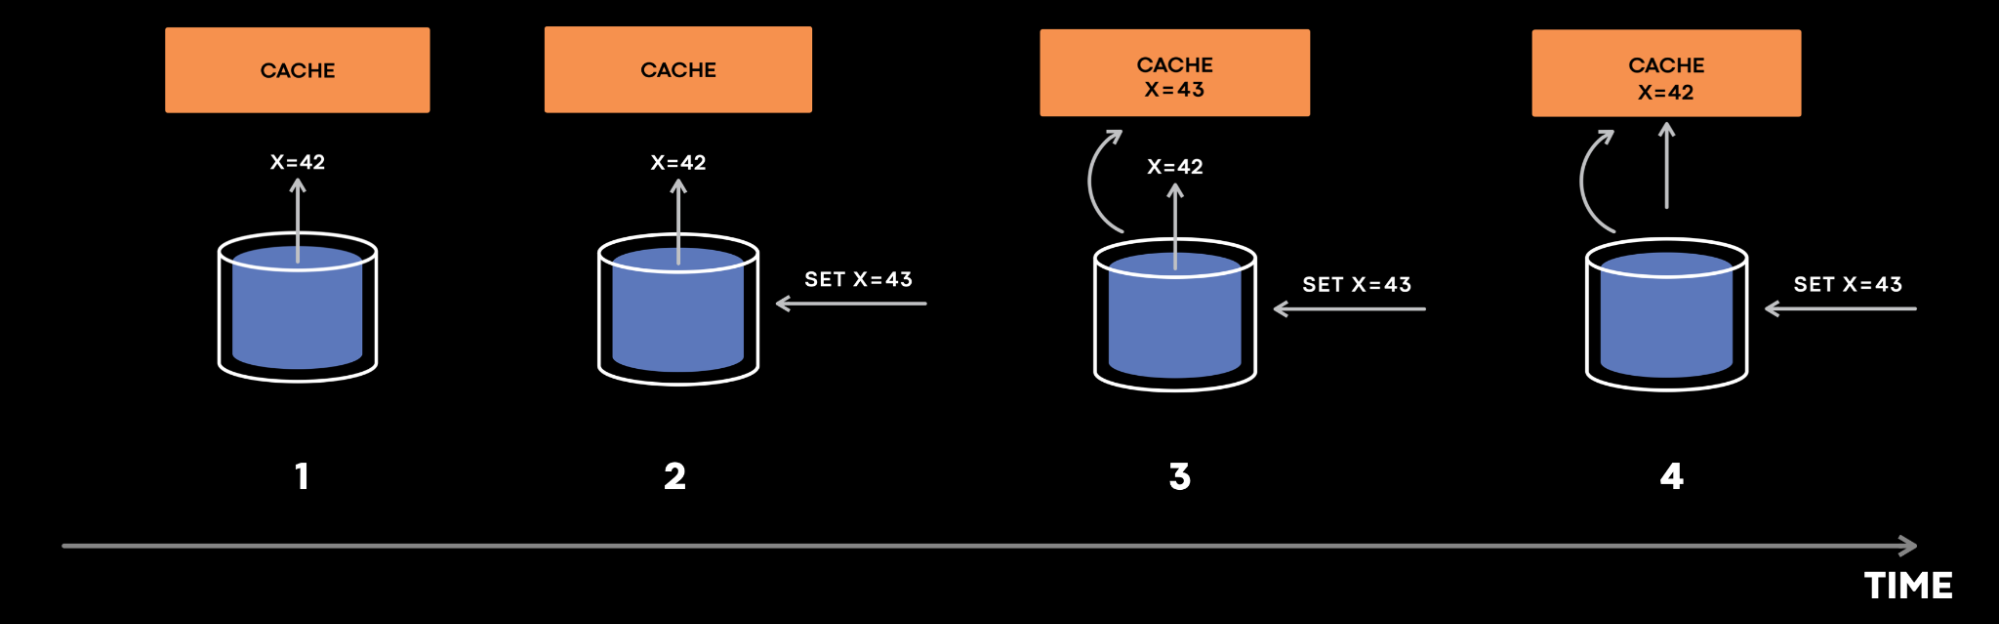 CACHE
X=42
1
CACHE
X=42
SET X=43
2
CACHE
X=43
X=42
SET X=43
3
CACHE
X=42
SET X=43
4
TIME